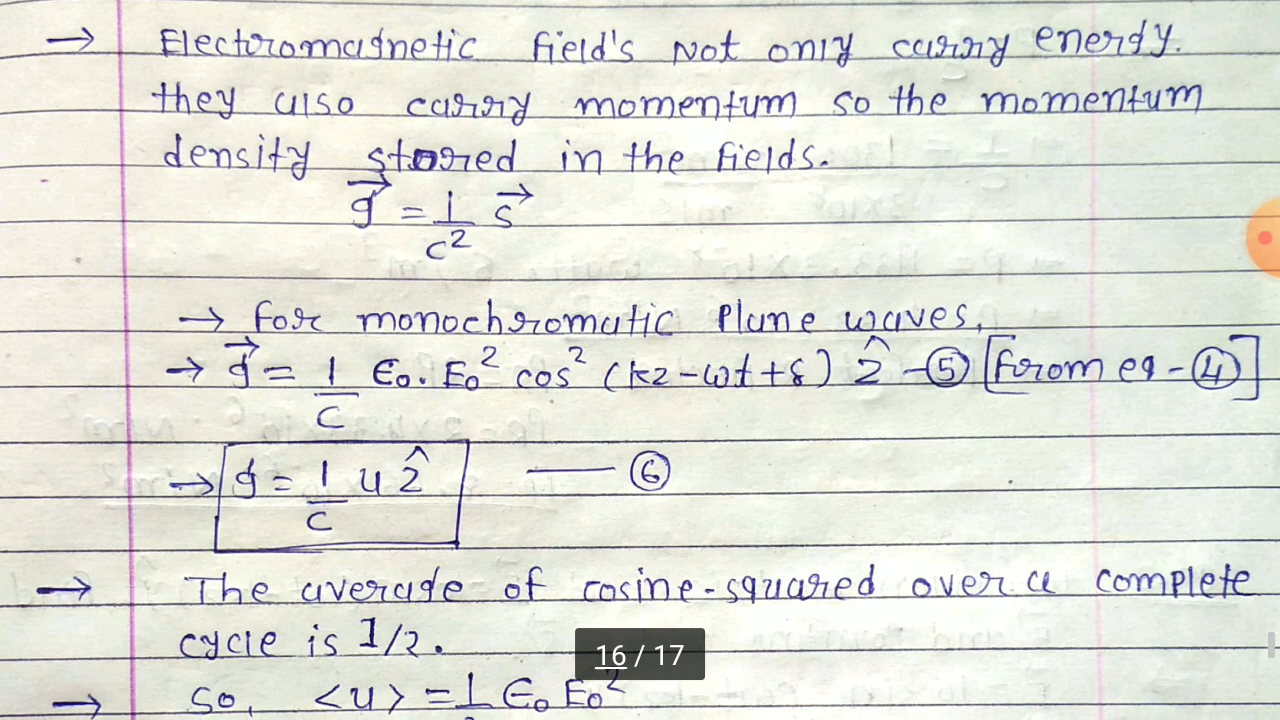 → Electromagnetic field's Not only carry energy.
they also carry momentum so the momentum
density stored in the fields.
g⃗ = 1/c² s⃗
→ for monochromatic plane waves,
→ g⃗ = 1/c ε₀.E₀² cos² (kz-ωt+δ) ẑ -⑤ [from eq-④]
→ g = 1/c u ẑ —— ⑥
→ The average of cosine-squared over a complete
cycle is 1/2.
16 / 17
→ so, <u> = 1 ε₀ E₀²